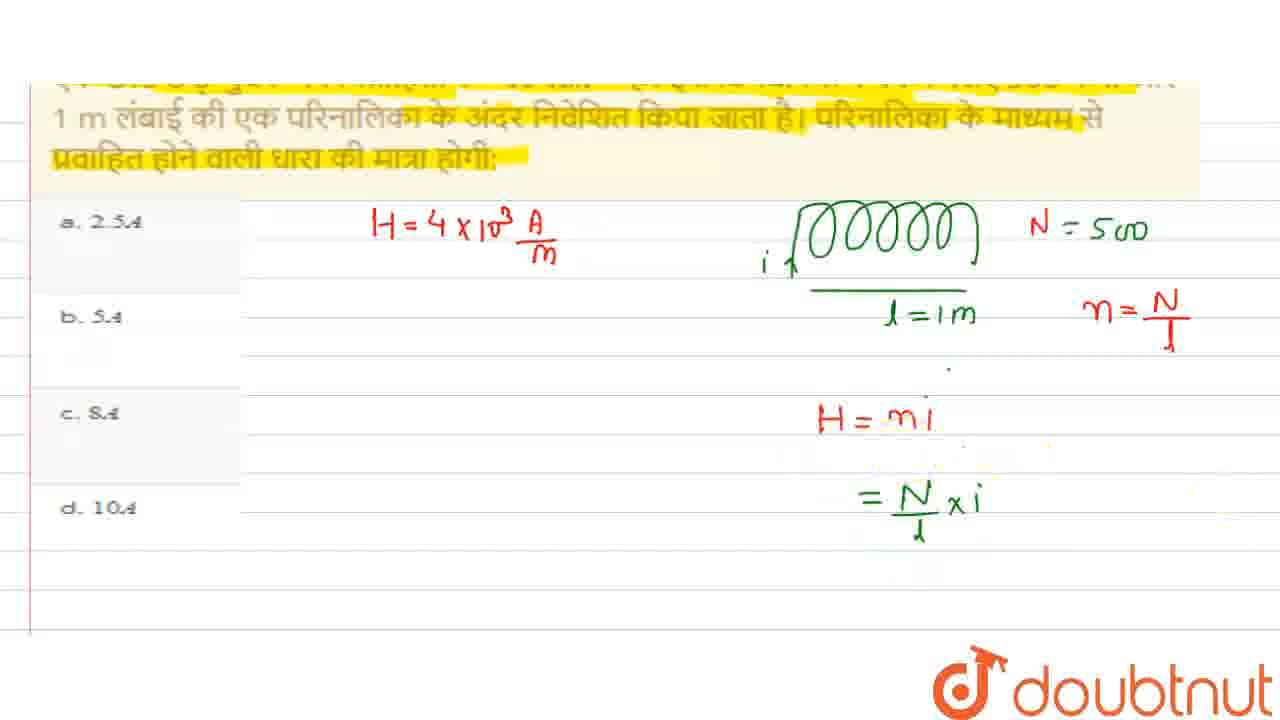 1 m लंबाई की एक परिनालिका के अंदर निवेशित किया जाता है। परिनालिका के माध्यम से
प्रवाहित होने वाली धारा की मात्रा होगी:
a. 2.5A
b. 5A
c. 8A
d. 10A
H = 4 × 10³ A/m
i
l = 1m
N = 500
n = N/l
H = ni
= N/l × i
doubtnut